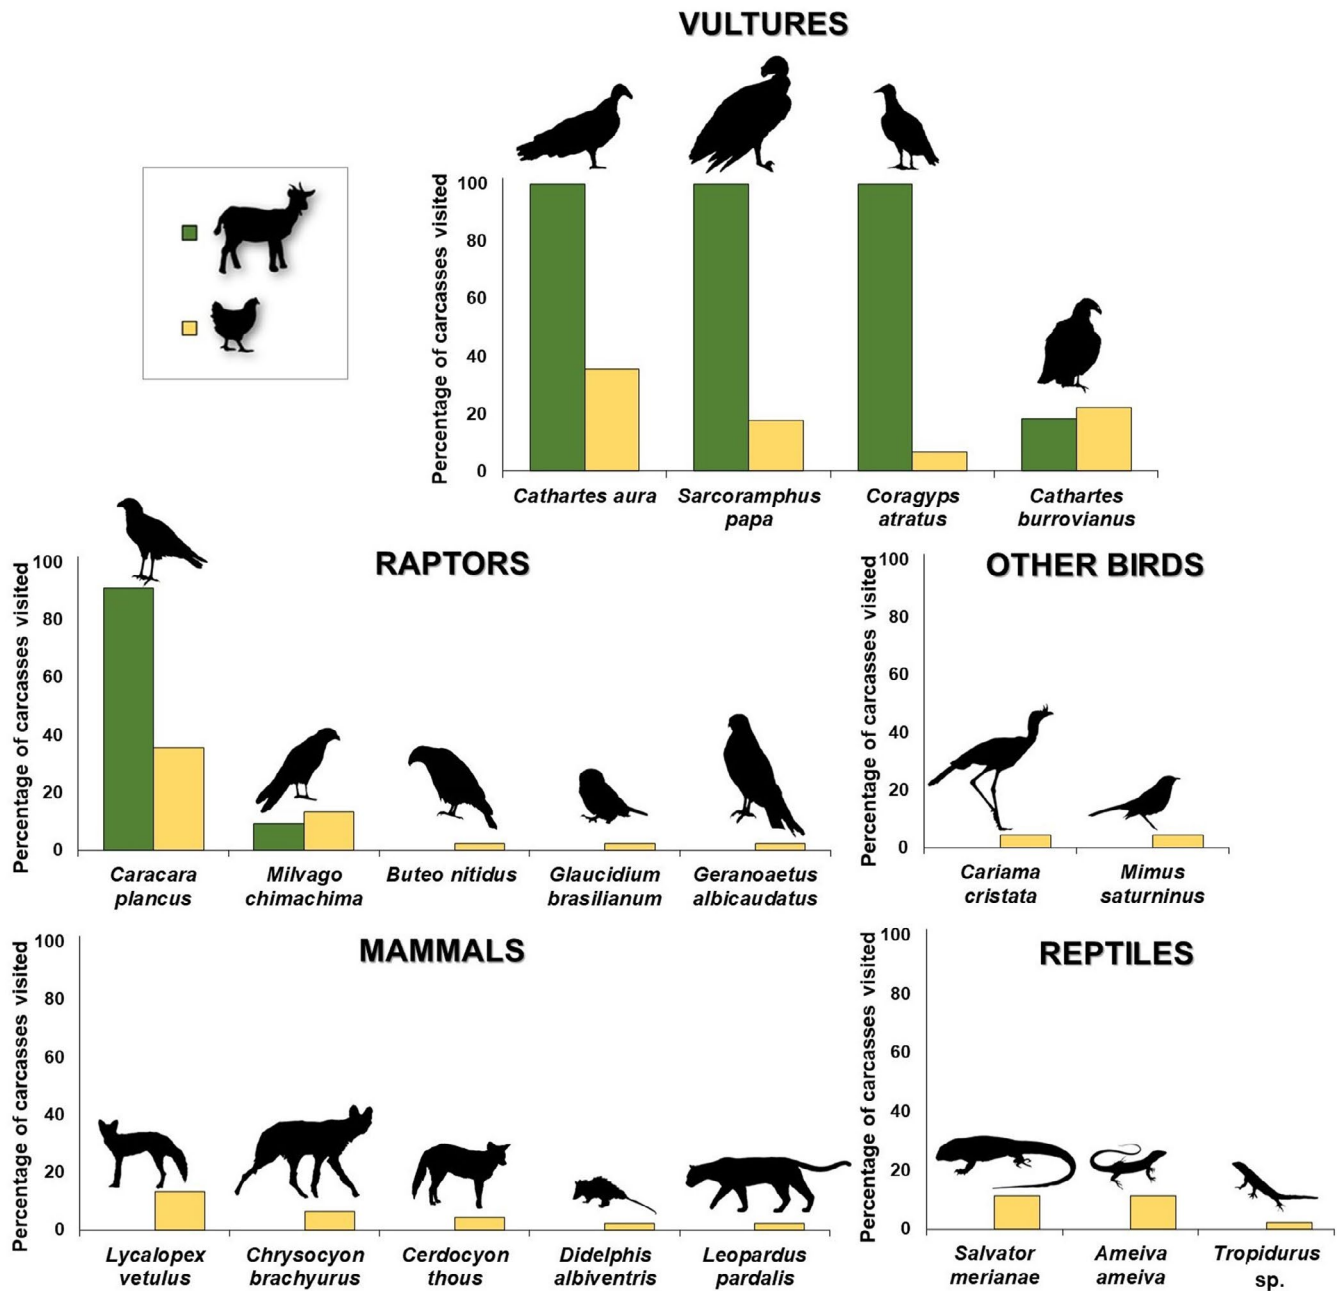 VULTURES
Percentage of carcasses visited
100
80
60
40
20
0
Cathartes aura
Sarcoramphus
papa
Coragyps
atratus
Cathartes
burrovianus
RAPTORS
Percentage of carcasses visited
100
80
60
40
20
0
Caracara
plancus
Milvago
chimachima
Buteo nitidus
Glaucidium
brasilianum
Geranoaetus
albicaudatus
OTHER BIRDS
Percentage of carcasses visited
100
80
60
40
20
0
Cariama
cristata
Mimus
saturninus
MAMMALS
Percentage of carcasses visited
100
80
60
40
20
0
Lycalopex
vetulus
Chrysocyon
brachyurus
Cerdocyon
thous
Didelphis
albiventris
Leopardus
pardalis
REPTILES
Percentage of carcasses visited
100
80
60
40
20
0
Salvator
merianae
Ameiva
ameiva
Tropidurus
sp.